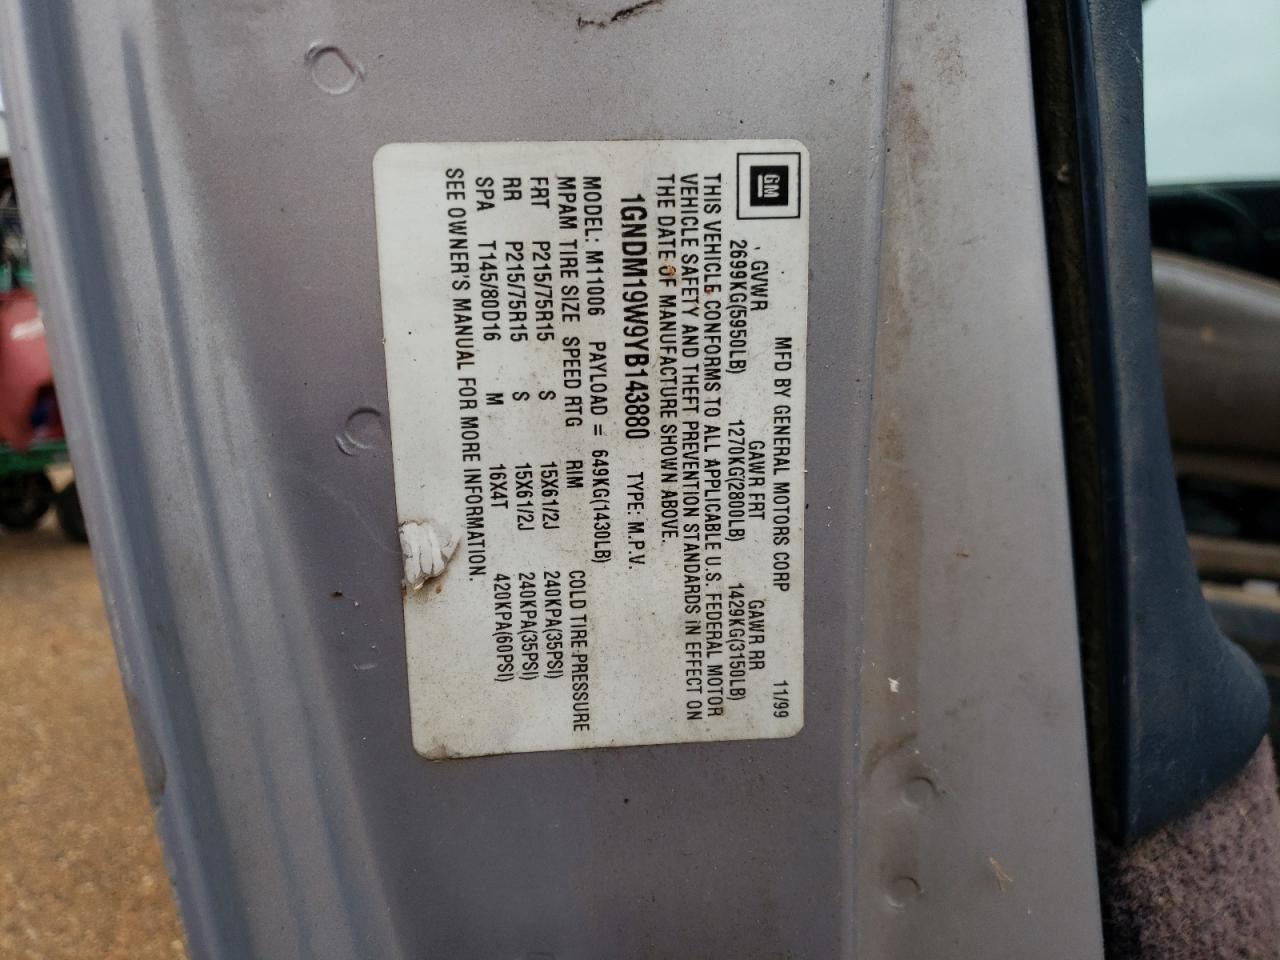 GM
MFD BY GENERAL MOTORS CORP 11/99
GVWR GAWR FRT GAWR RR
2699KG(5950LB) 1270KG(2800LB) 1429KG(3150LB)
THIS VEHICLE CONFORMS TO ALL APPLICABLE U.S. FEDERAL MOTOR
VEHICLE SAFETY AND THEFT PREVENTION STANDARDS IN EFFECT ON
THE DATE OF MANUFACTURE SHOWN ABOVE.
1GNDM19W9YB143880 TYPE: M.P.V.
MODEL: M11006 PAYLOAD = 649KG(1430LB)
MPAM TIRE SIZE SPEED RTG RIM COLD TIRE PRESSURE
FRT P215/75R15 S 15X61/2J 240KPA(35PSI)
RR P215/75R15 S 15X61/2J 240KPA(35PSI)
SPA T145/80D16 M 16X4T 420KPA(60PSI)
SEE OWNER'S MANUAL FOR MORE INFORMATION.